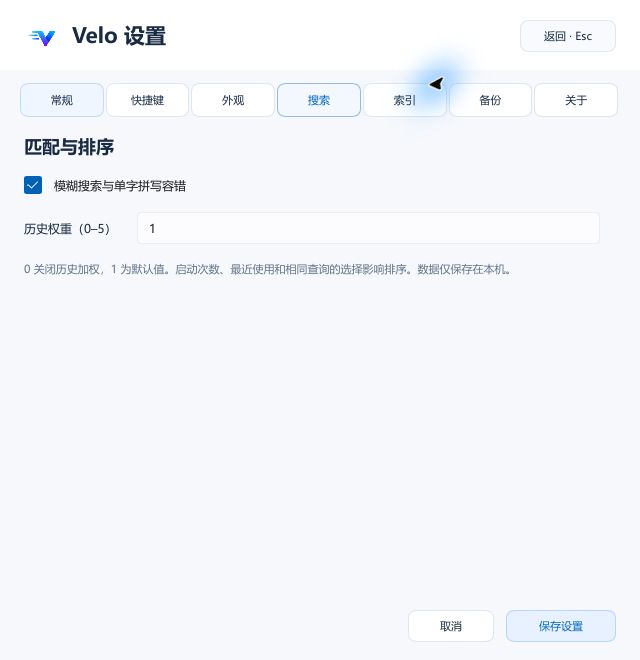 Velo 设置
返回 · Esc
常规 快捷键 外观 搜索 索引 备份 关于
匹配与排序
模糊搜索与单字拼写容错
历史权重（0–5） 1
0 关闭历史加权，1 为默认值。启动次数、最近使用和相同查询的选择影响排序。数据仅保存在本机。
取消 保存设置